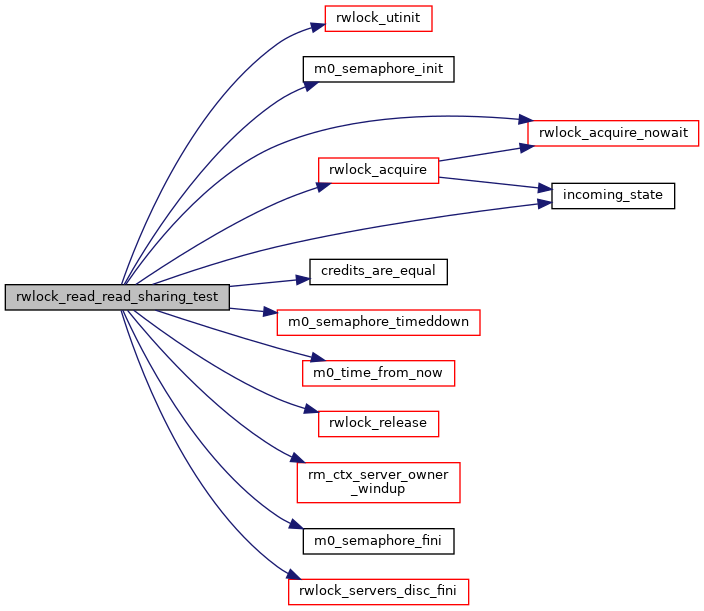 rwlock_utinit
m0_semaphore_init
rwlock_acquire_nowait
rwlock_acquire
incoming_state
credits_are_equal
rwlock_read_read_sharing_test
m0_semaphore_timeddown
m0_time_from_now
rwlock_release
rm_ctx_server_owner
_windup
m0_semaphore_fini
rwlock_servers_disc_fini